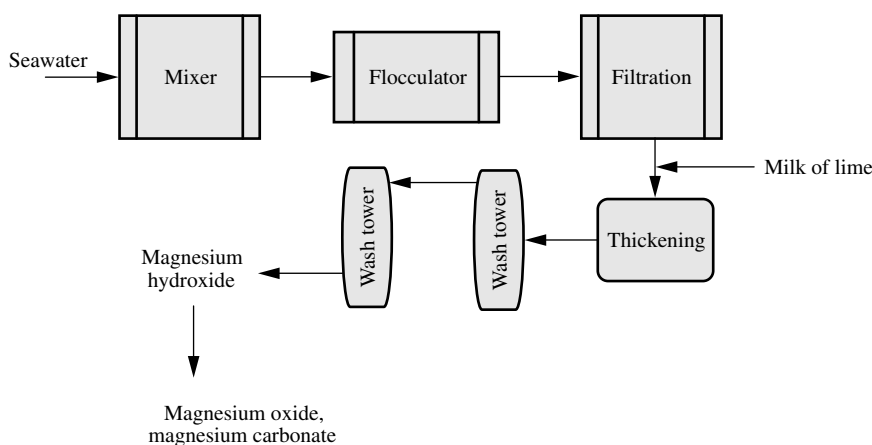 Seawater
Mixer
Flocculator
Filtration
Milk of lime
Thickening
Wash tower
Wash tower
Magnesium
hydroxide
Magnesium oxide,
magnesium carbonate